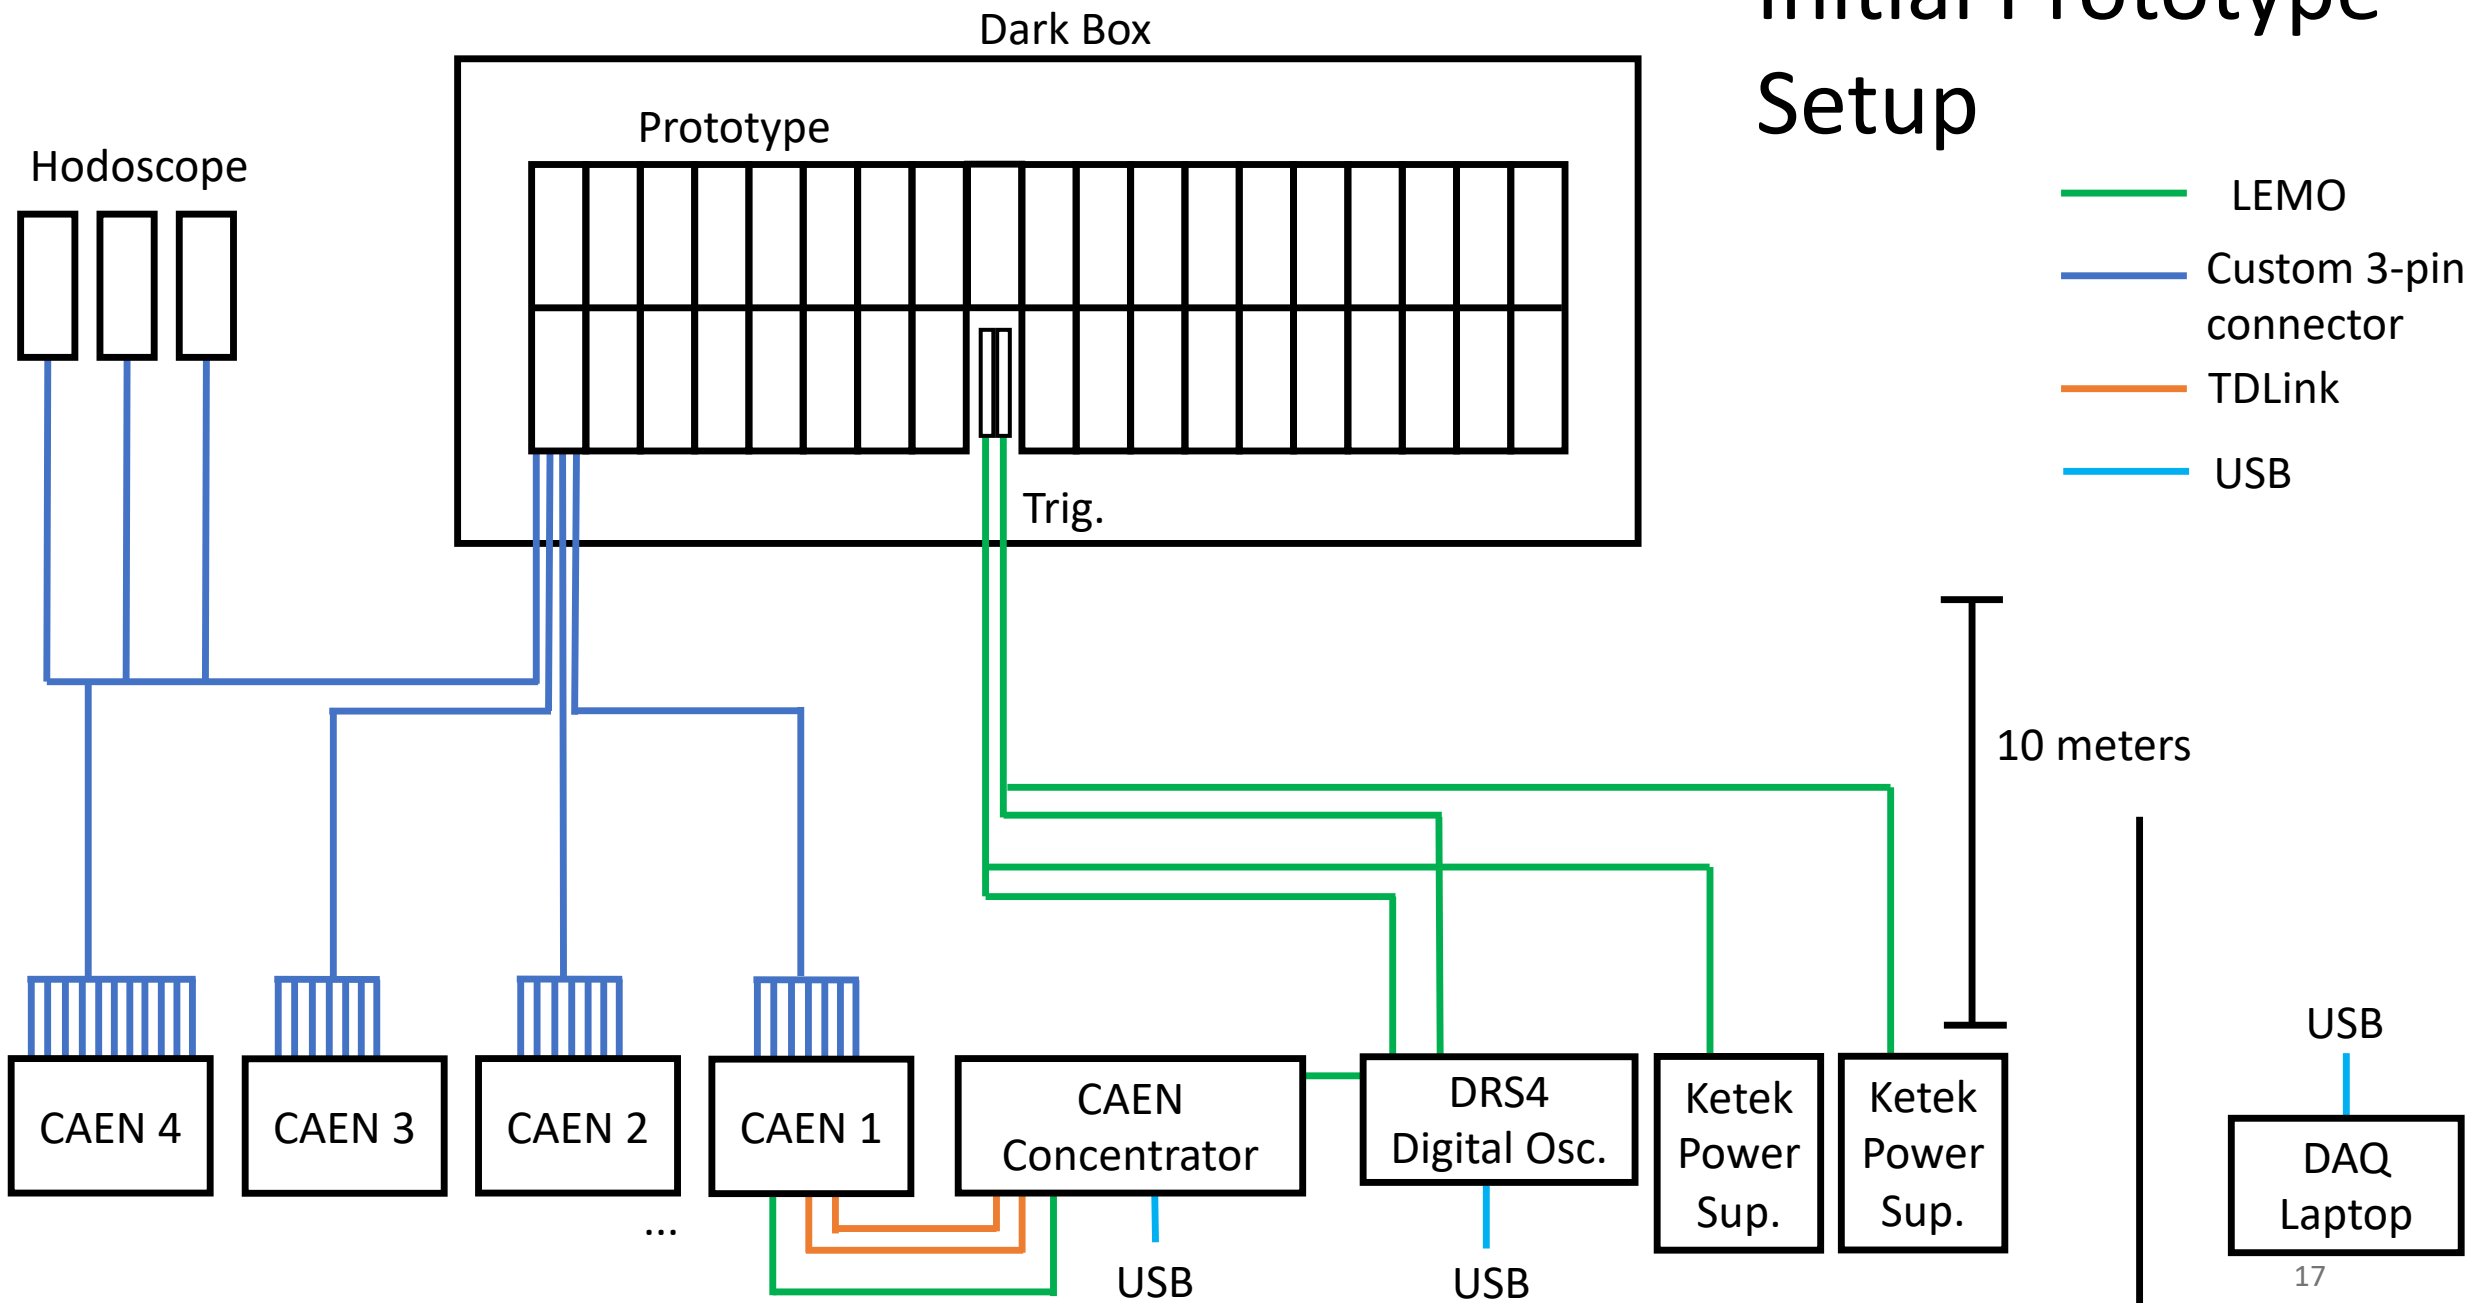 Initial Prototype
Setup
Dark Box
Prototype
Hodoscope
LEMO
Custom 3-pin
connector
TDLink
USB
Trig.
10 meters
CAEN 4
CAEN 3
CAEN 2
CAEN 1
...
CAEN
Concentrator
USB
DRS4
Digital Osc.
USB
Ketek
Power
Sup.
Ketek
Power
Sup.
USB
DAQ
Laptop
17